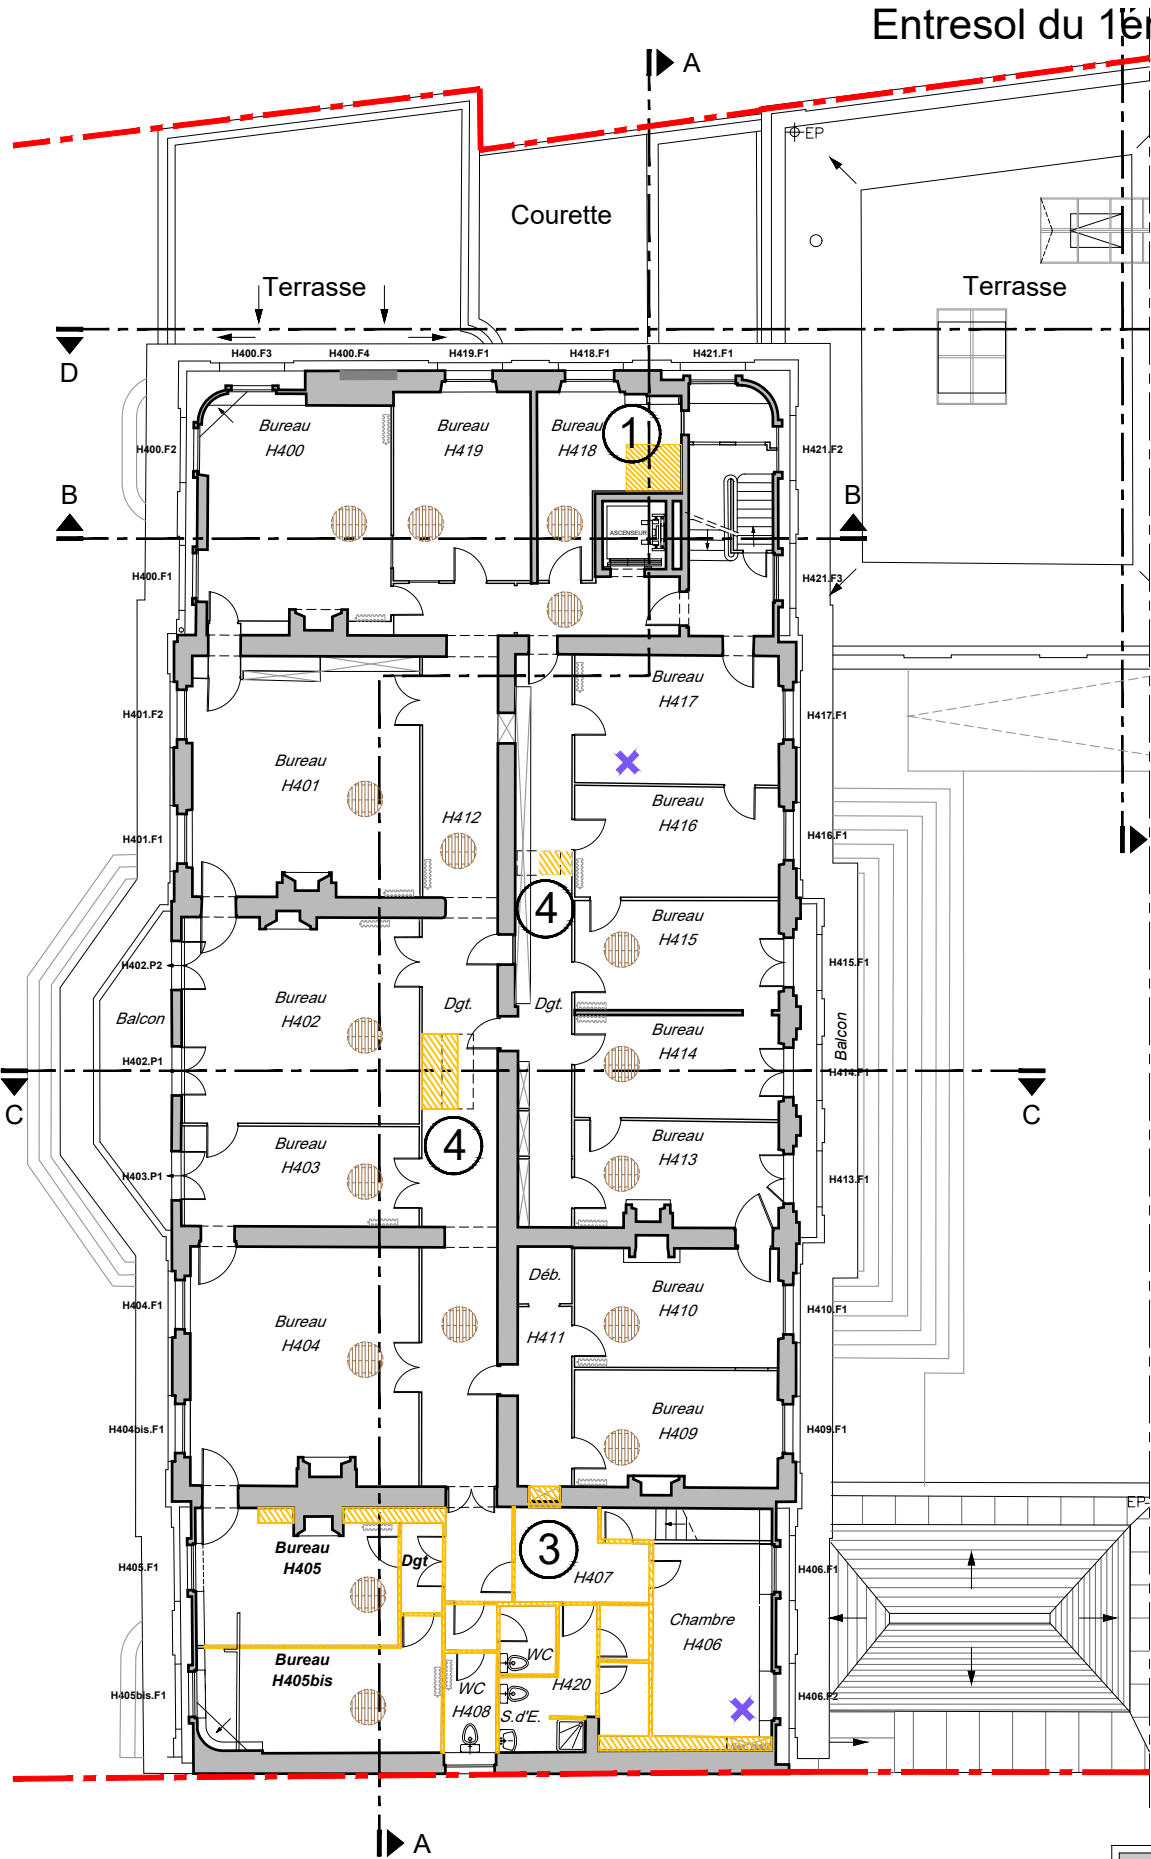 Entresol du 1èr
A
EP
Courette
Terrasse
Terrasse
D
H400.F3
H400.F4
H419.F1
H418.F1
H421.F1
Bureau
H400
Bureau
H419
Bureau
H418
1
H400.F2
H421.F2
B
B
ASCENSEUR
H400.F1
H421.F3
Bureau
H417
H401.F2
H417.F1
Bureau
H401
Bureau
H416
H412
H401.F1
H416.F1
4
Bureau
H415
H402.P2
H415.F1
Bureau
H402
Dgt.
Dgt.
Balcon
Balcon
Bureau
H414
H402.P1
H414.P1
C
C
4
Bureau
H403
Bureau
H413
H403.P1
H413.F1
Déb.
Bureau
H410
H404.F1
H410.F1
Bureau
H404
H411
Bureau
H409
H404bis.F1
H409.F1
EP
3
Bureau
H405
Dgt
H407
H405.F1
H406.F1
Chambre
H406
WC
Bureau
H405bis
H420
WC
H408
S.d'E.
H405bis.F1
H406.F2
A